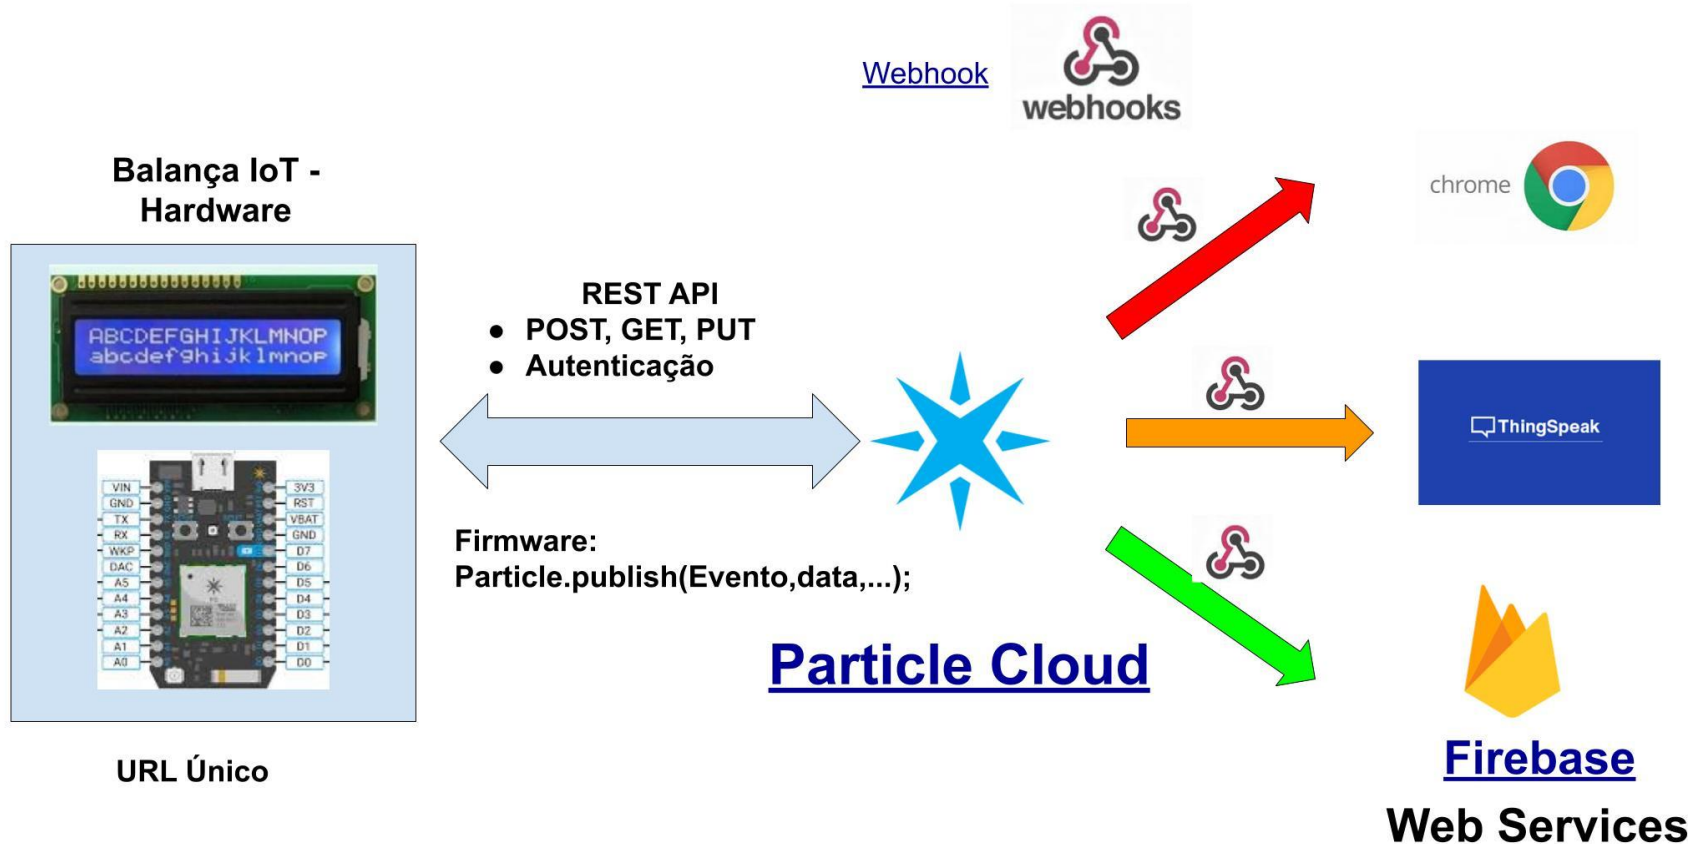 Webhook
webhooks
chrome
Balança IoT -
Hardware
ABCDEFGHIJKLMNOP
abcdefghijklmnop
REST API
● POST, GET, PUT
● Autenticação
ThingSpeak
VIN
GND
TX
RX
WKP
DAC
A5
A4
A3
A2
A1
A0
3V3
RST
VBAT
GND
D7
D6
D5
D4
D3
D2
D1
D0
Firmware:
Particle.publish(Evento,data,...);
Particle Cloud
URL Único
Firebase
Web Services